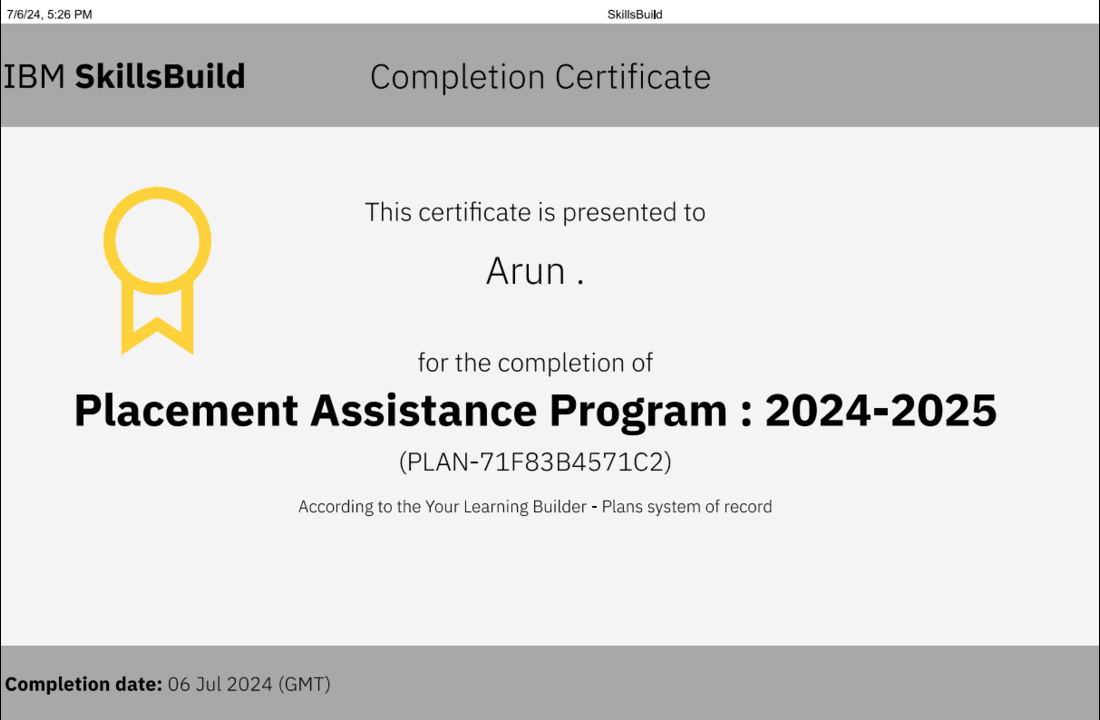 7/6/24, 5:26 PM SkillsBuild
IBM SkillsBuild Completion Certificate
This certificate is presented to
Arun .
for the completion of
Placement Assistance Program : 2024-2025
(PLAN-71F83B4571C2)
According to the Your Learning Builder - Plans system of record
Completion date: 06 Jul 2024 (GMT)